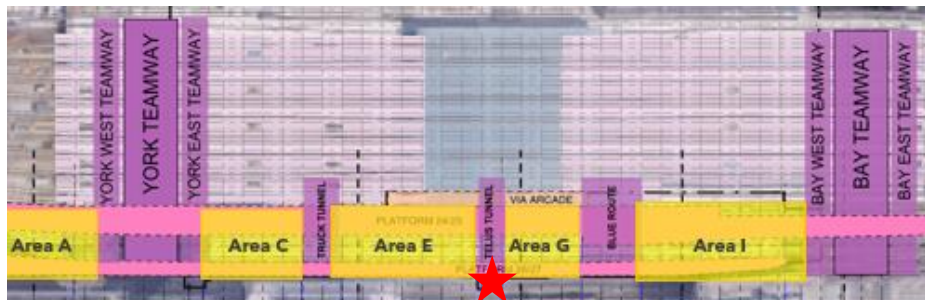 YORK WEST TEAMWAY
YORK TEAMWAY
YORK EAST TEAMWAY
BAY WEST TEAMWAY
BAY TEAMWAY
BAY EAST TEAMWAY
TRUCK TUNNEL
TELUS TUNNEL
VIA ARCADE
BLUE ROUTE
PLATFORM 24/25
Area A
Area C
Area E
Area G
Area I